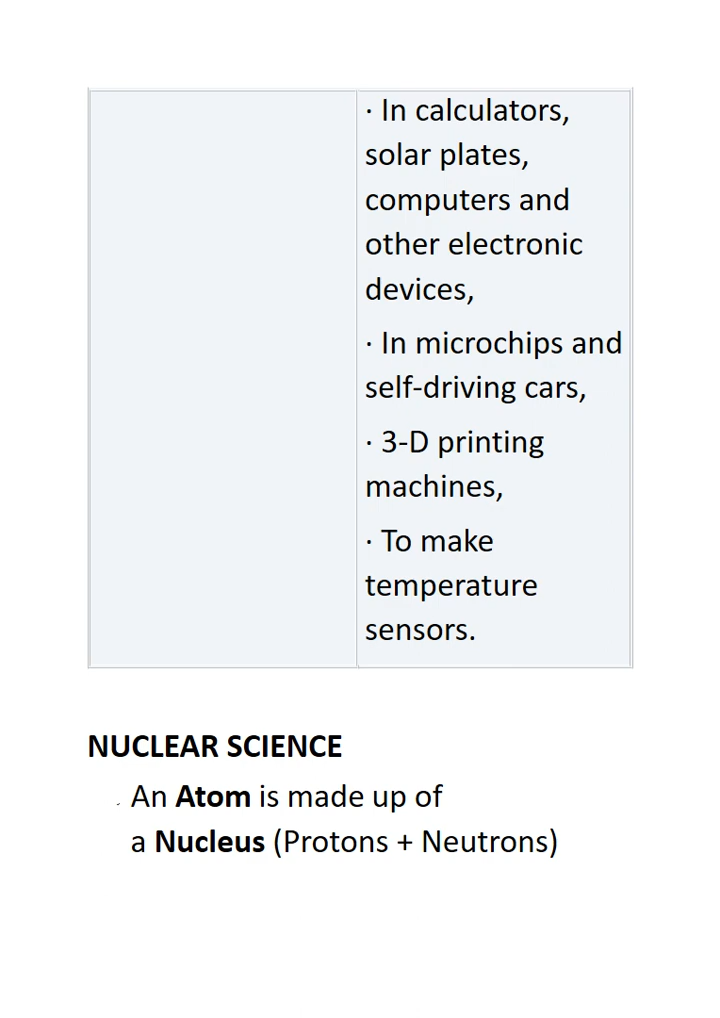 · In calculators,
solar plates,
computers and
other electronic
devices,
· In microchips and
self-driving cars,
· 3-D printing
machines,
· To make
temperature
sensors.
NUCLEAR SCIENCE
An Atom is made up of
a Nucleus (Protons + Neutrons)